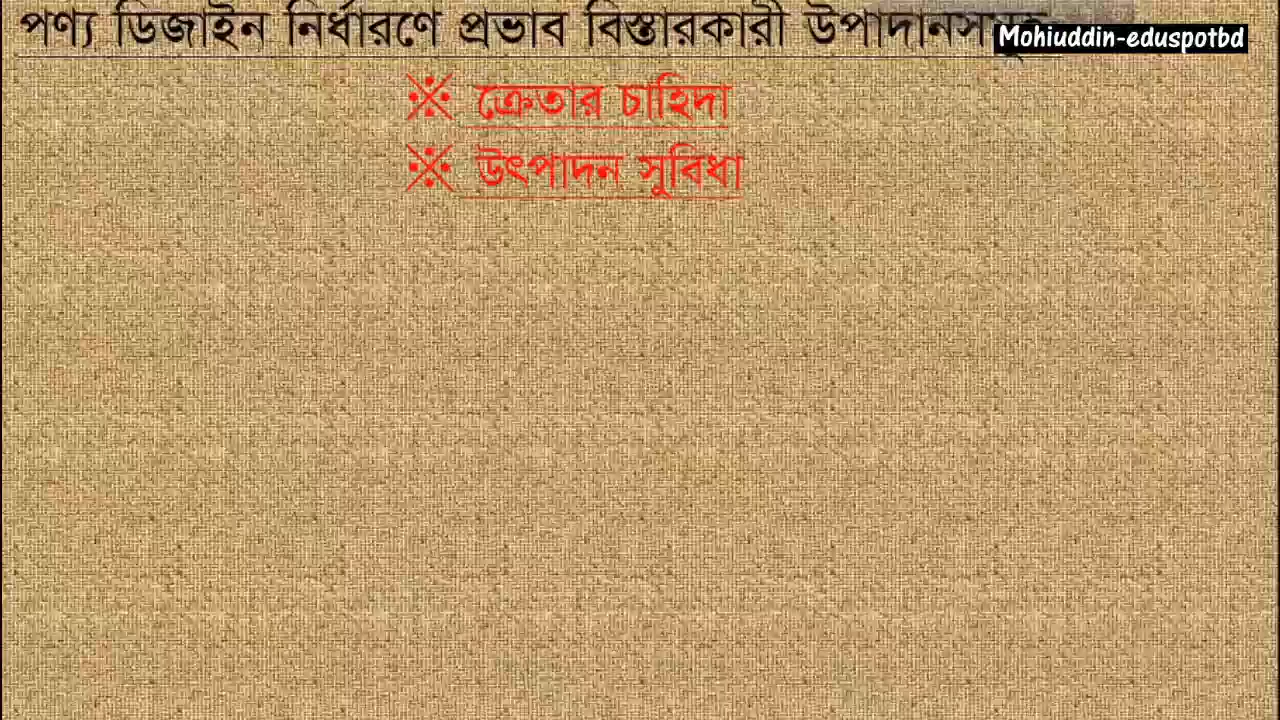 পণ্য ডিজাইন নির্ধারণে প্রভাব বিস্তারকারী উপাদানসমূহ
Mohiuddin-eduspotbd
※ ক্রেতার চাহিদা
※ উৎপাদন সুবিধা